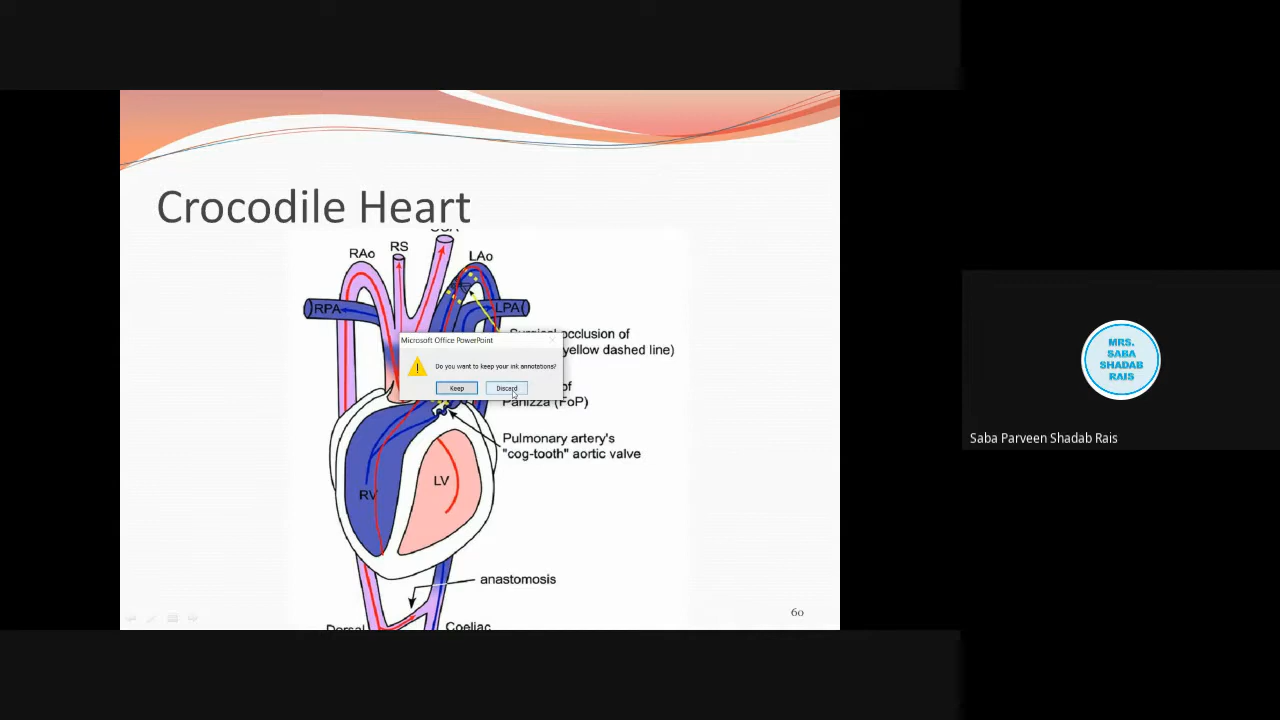 Crocodile Heart
RAo
RS
LAo
RPA
LPA
Surgical occlusion of
yellow dashed line)
Microsoft Office PowerPoint
Do you want to keep your ink annotations?
Keep
Discard
of
Panizza (FoP)
Pulmonary artery's
"cog-tooth" aortic valve
RV
LV
anastomosis
Dorsal
Coeliac
60
MRS.
SABA
SHADAB
RAIS
Saba Parveen Shadab Rais